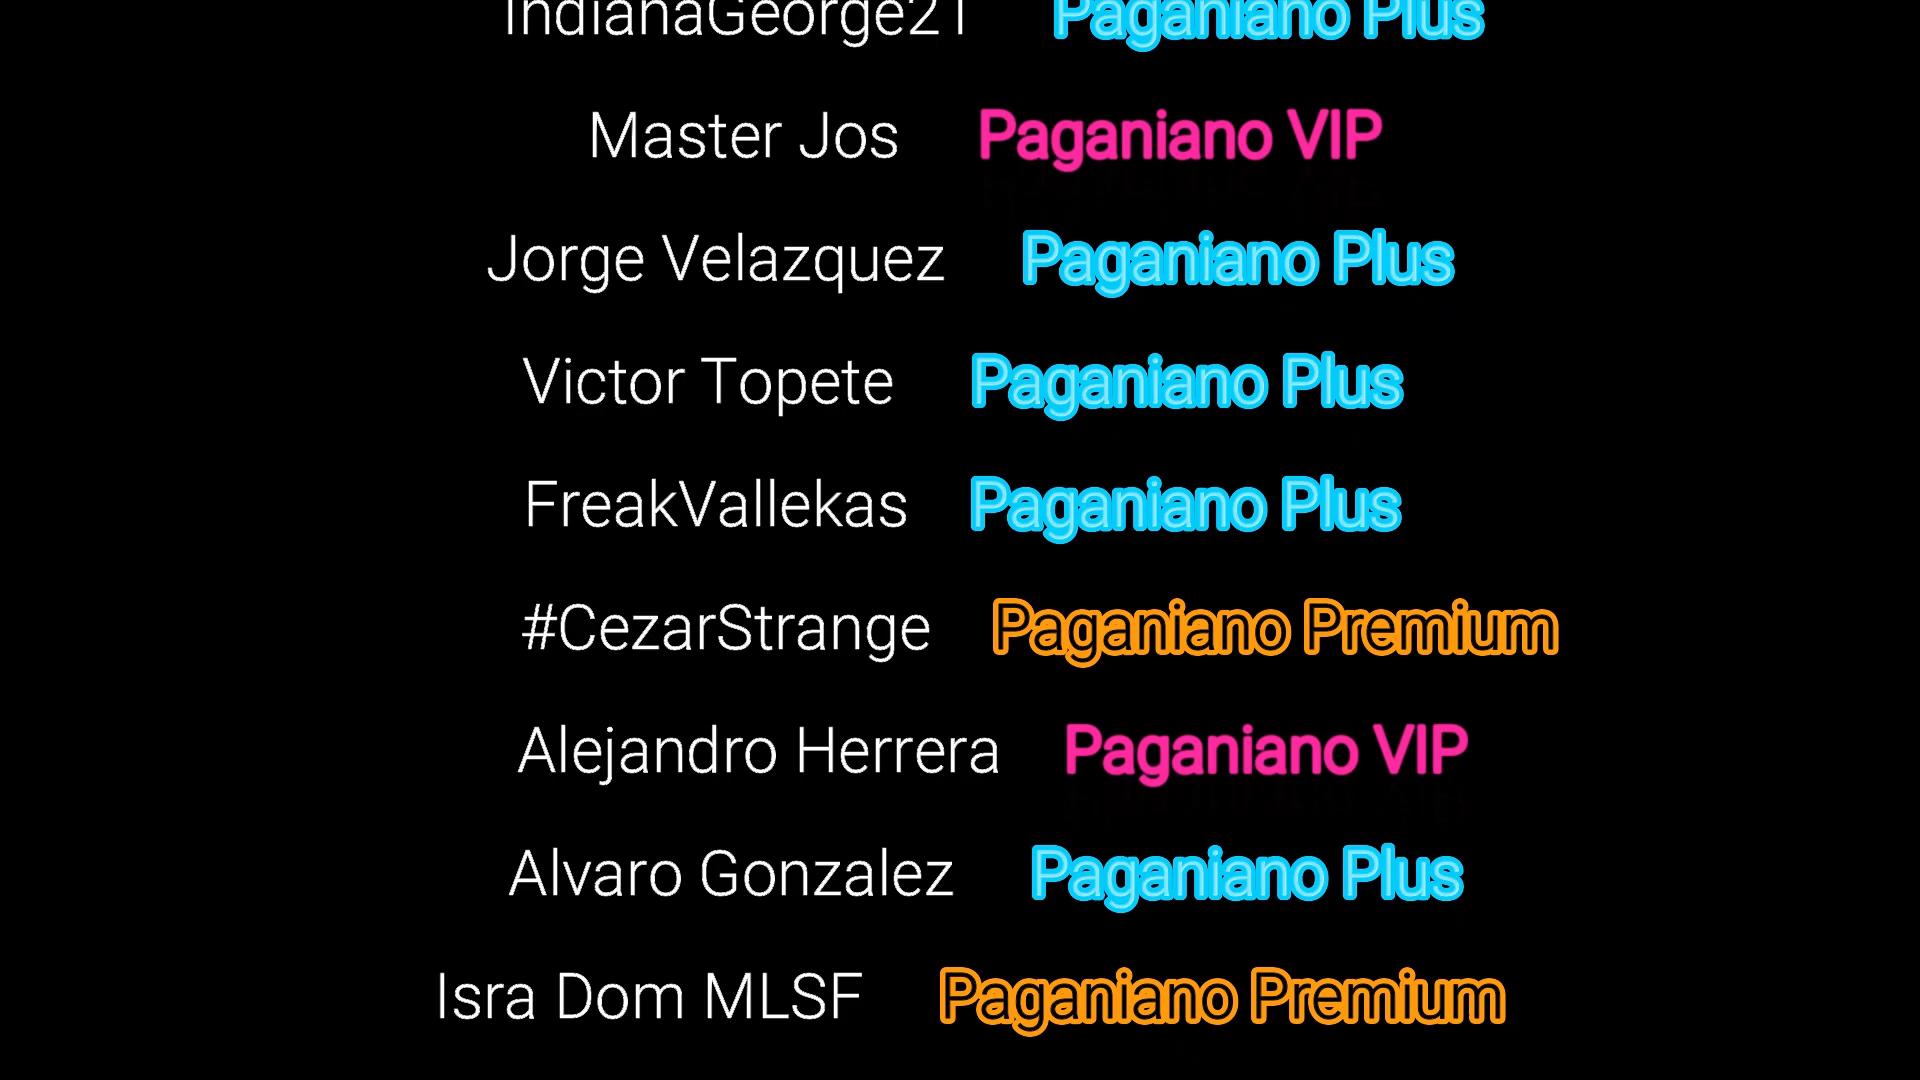 IndianaGeorge21 Paganiano Plus
Master Jos Paganiano VIP
Jorge Velazquez Paganiano Plus
Victor Topete Paganiano Plus
FreakVallekas Paganiano Plus
#CezarStrange Paganiano Premium
Alejandro Herrera Paganiano VIP
Alvaro Gonzalez Paganiano Plus
Isra Dom MLSF Paganiano Premium